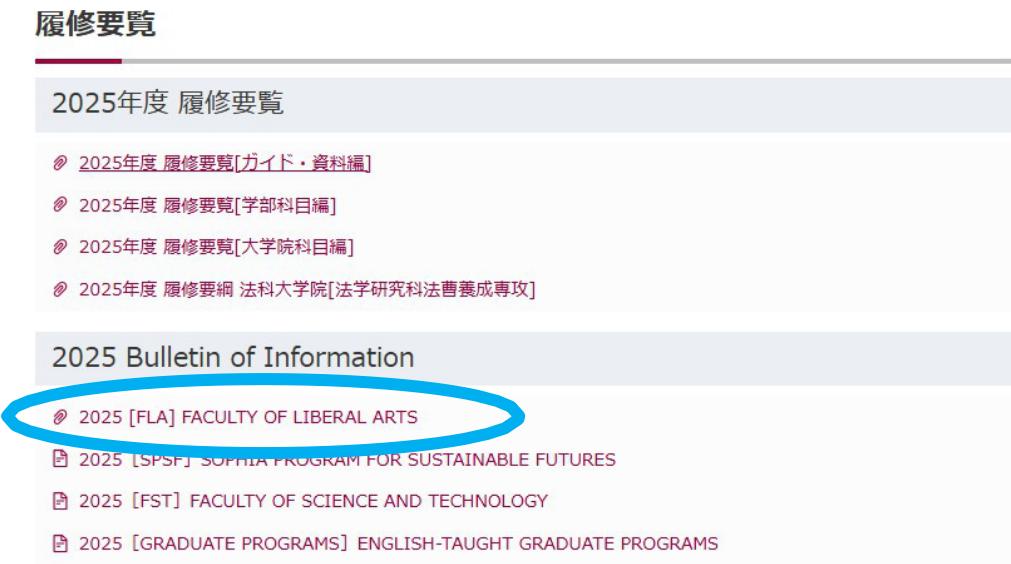 履修要覧
2025年度 履修要覧
2025年度 履修要覧[ガイド・資料編]
2025年度 履修要覧[学部科目編]
2025年度 履修要覧[大学院科目編]
2025年度 履修要綱 法科大学院[法学研究科法曹養成専攻]
2025 Bulletin of Information
2025 [FLA] FACULTY OF LIBERAL ARTS
2025［SPSF］SOPHIA PROGRAM FOR SUSTAINABLE FUTURES
2025［FST］FACULTY OF SCIENCE AND TECHNOLOGY
2025［GRADUATE PROGRAMS］ENGLISH-TAUGHT GRADUATE PROGRAMS